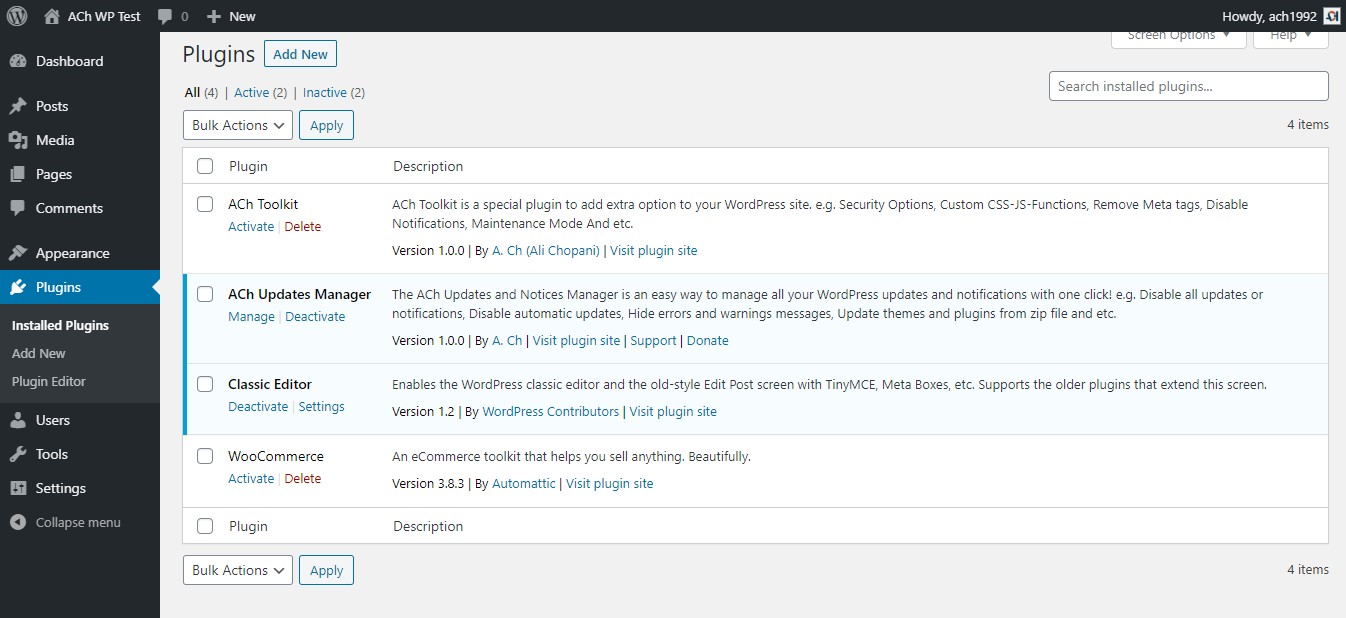 ACh WP Test 0 New Howdy, ach1992
Dashboard
Posts
Media
Pages
Comments
Appearance
Plugins
Installed Plugins
Add New
Plugin Editor
Users
Tools
Settings
Collapse menu
Screen Options Help
Plugins Add New
All (4) | Active (2) | Inactive (2)
Search installed plugins...
Bulk Actions Apply
4 items
Plugin Description
ACh Toolkit
Activate | Delete
ACh Toolkit is a special plugin to add extra option to your WordPress site. e.g. Security Options, Custom CSS-JS-Functions, Remove Meta tags, Disable
Notifications, Maintenance Mode And etc.
Version 1.0.0 | By A. Ch (Ali Chopani) | Visit plugin site
ACh Updates Manager
Manage | Deactivate
The ACh Updates and Notices Manager is an easy way to manage all your WordPress updates and notifications with one click! e.g. Disable all updates or
notifications, Disable automatic updates, Hide errors and warnings messages, Update themes and plugins from zip file and etc.
Version 1.0.0 | By A. Ch | Visit plugin site | Support | Donate
Classic Editor
Deactivate | Settings
Enables the WordPress classic editor and the old-style Edit Post screen with TinyMCE, Meta Boxes, etc. Supports the older plugins that extend this screen.
Version 1.2 | By WordPress Contributors | Visit plugin site
WooCommerce
Activate | Delete
An eCommerce toolkit that helps you sell anything. Beautifully.
Version 3.8.3 | By Automattic | Visit plugin site
Plugin Description
Bulk Actions Apply
4 items